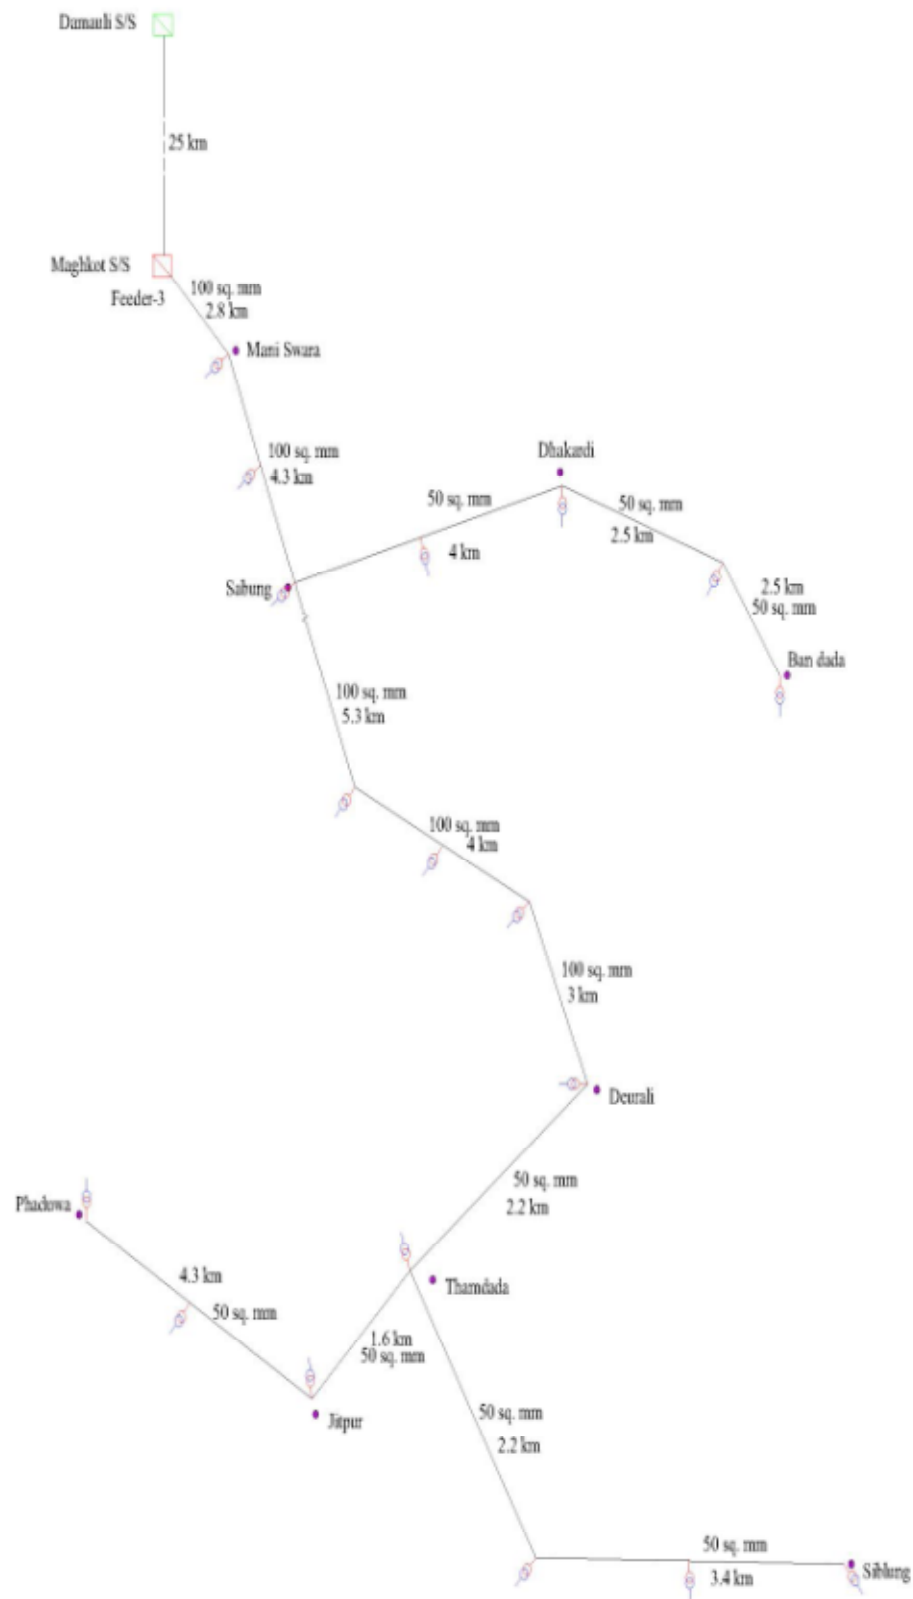 Damauli S/S
25 km
Maghkot S/S
Feeder-3
100 sq. mm
2.8 km
Mani Swara
100 sq. mm
4.3 km
Dhakardi
50 sq. mm
4 km
50 sq. mm
2.5 km
Sabung
2.5 km
50 sq. mm
Ban dada
100 sq. mm
5.3 km
100 sq. mm
4 km
100 sq. mm
3 km
Deurali
50 sq. mm
2.2 km
Phadowa
4.3 km
50 sq. mm
Thamdada
1.6 km
50 sq. mm
Jitpur
50 sq. mm
2.2 km
50 sq. mm
3.4 km
Siblung